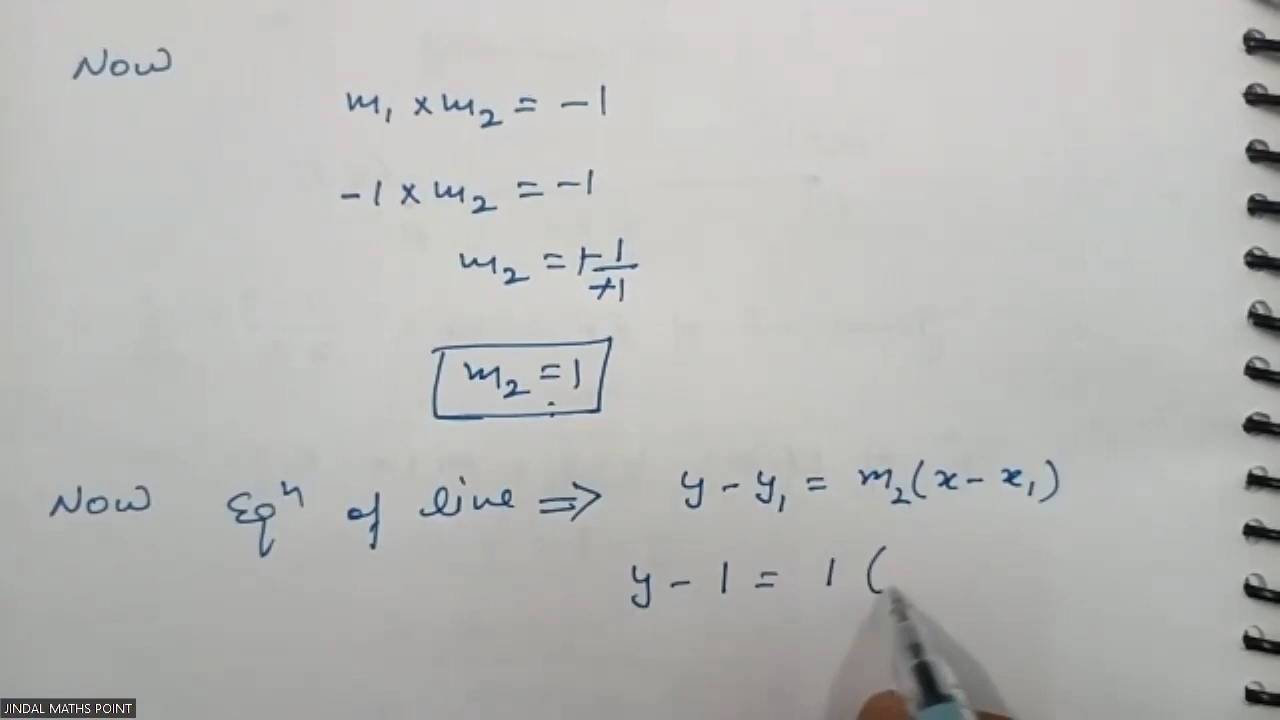 Now
m₁ × m₂ = -1
-1 × m₂ = -1
m₂ = +1/+1
m₂ = 1
Now Eqⁿ of line ⇒ y - y₁ = m₂(x - x₁)
y - 1 = 1 (
JINDAL MATHS POINT